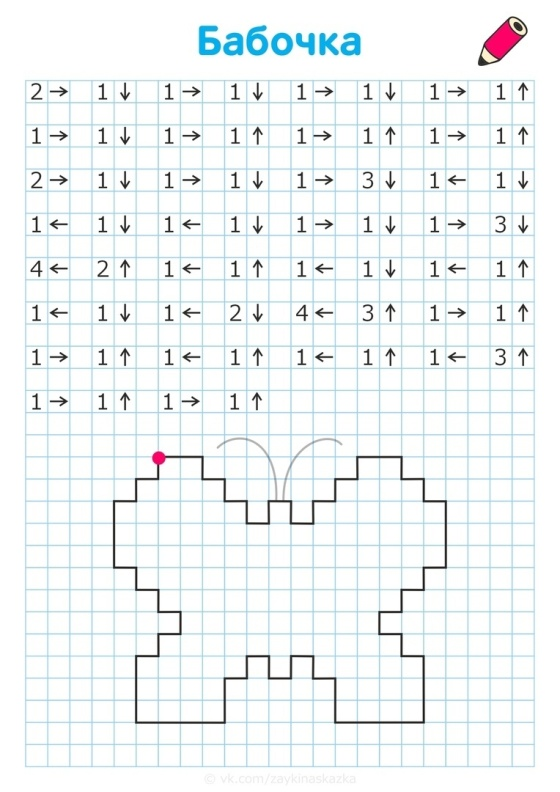 Бабочка
2→ 1↓ 1→ 1↓ 1→ 1↓ 1→ 1↑
1→ 1↓ 1→ 1↑ 1→ 1↑ 1→ 1↑
2→ 1↓ 1→ 1↓ 1→ 3↓ 1← 1↓
1← 1↓ 1← 1↓ 1→ 1↓ 1→ 3↓
4← 2↑ 1← 1↑ 1← 1↓ 1← 1↑
1← 1↓ 1← 2↓ 4← 3↑ 1→ 1↑
1→ 1↑ 1← 1↑ 1← 1↑ 1← 3↑
1→ 1↑ 1→ 1↑
© vk.com/zaykinaskazka